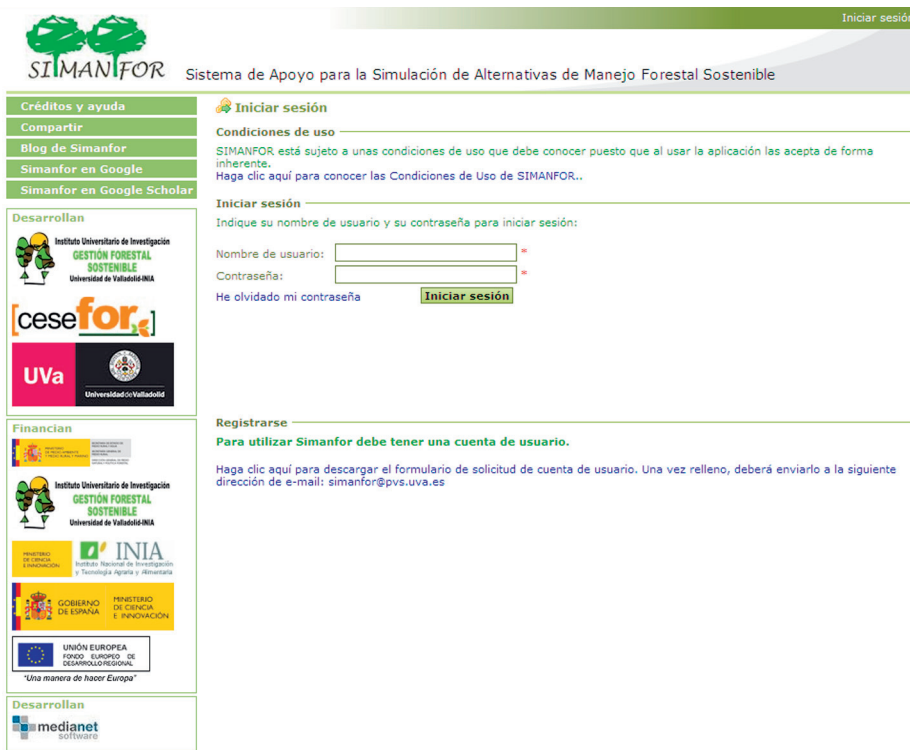 Iniciar sesión
SIMANFOR
Sistema de Apoyo para la Simulación de Alternativas de Manejo Forestal Sostenible
Créditos y ayuda
Compartir
Blog de Simanfor
Simanfor en Google
Simanfor en Google Scholar
Desarrollan
Instituto Universitario de Investigación
GESTIÓN FORESTAL
SOSTENIBLE
Universidad de Valladolid-INIA
[cesefor]
UVa
Universidad de Valladolid
Financian
Instituto Universitario de Investigación
GESTIÓN FORESTAL
SOSTENIBLE
Universidad de Valladolid-INIA
MINISTERIO
DE CIENCIA
E INNOVACIÓN
INIA
Instituto Nacional de Investigación
y Tecnología Agraria y Alimentaria
GOBIERNO
DE ESPAÑA
MINISTERIO
DE CIENCIA
E INNOVACIÓN
UNIÓN EUROPEA
FONDO EUROPEO DE
DESARROLLO REGIONAL
"Una manera de hacer Europa"
Desarrollan
medianet
software
Iniciar sesión
Condiciones de uso
SIMANFOR está sujeto a unas condiciones de uso que debe conocer puesto que al usar la aplicación las acepta de forma
inherente.
Haga clic aquí para conocer las Condiciones de Uso de SIMANFOR..
Iniciar sesión
Indique su nombre de usuario y su contraseña para iniciar sesión:
Nombre de usuario: *
Contraseña: *
He olvidado mi contraseña Iniciar sesión
Registrarse
Para utilizar Simanfor debe tener una cuenta de usuario.
Haga clic aquí para descargar el formulario de solicitud de cuenta de usuario. Una vez relleno, deberá enviarlo a la siguiente
dirección de e-mail: simanfor@pvs.uva.es